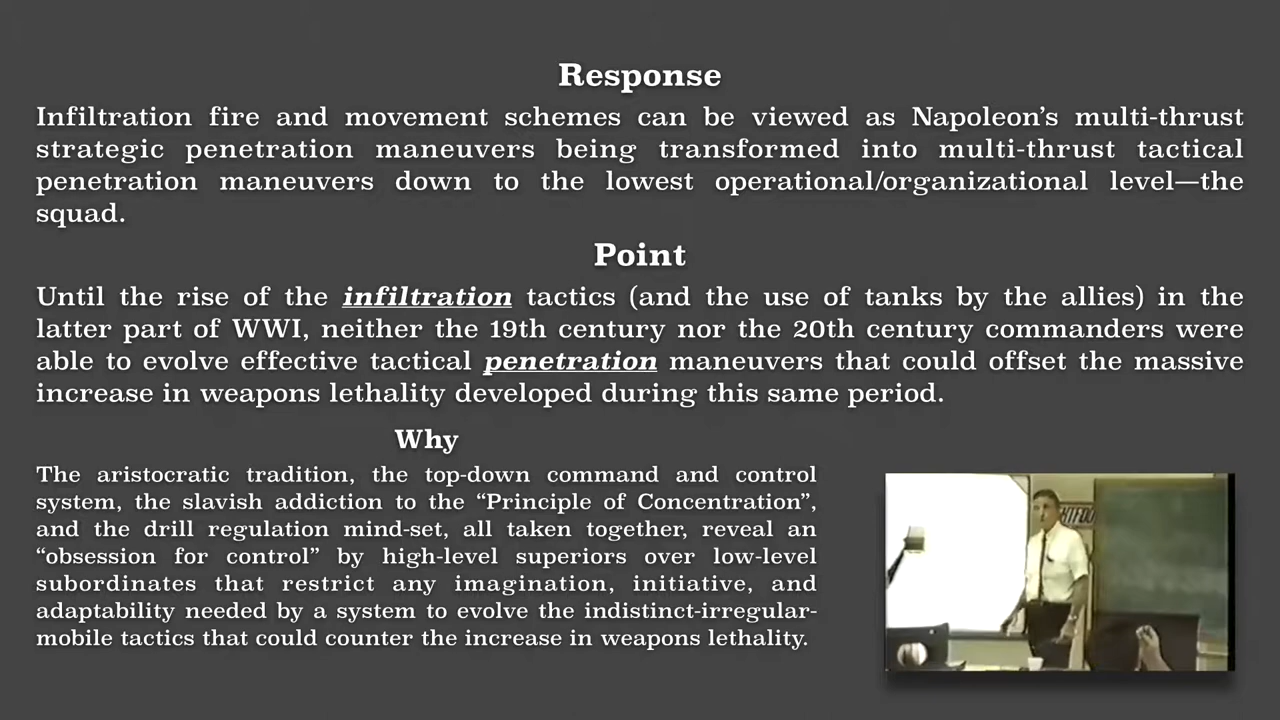 Response
Infiltration fire and movement schemes can be viewed as Napoleon’s multi-thrust
strategic penetration maneuvers being transformed into multi-thrust tactical
penetration maneuvers down to the lowest operational/organizational level—the
squad.
Point
Until the rise of the infiltration tactics (and the use of tanks by the allies) in the
latter part of WWI, neither the 19th century nor the 20th century commanders were
able to evolve effective tactical penetration maneuvers that could offset the massive
increase in weapons lethality developed during this same period.
Why
The aristocratic tradition, the top-down command and control
system, the slavish addiction to the “Principle of Concentration”,
and the drill regulation mind-set, all taken together, reveal an
“obsession for control” by high-level superiors over low-level
subordinates that restrict any imagination, initiative, and
adaptability needed by a system to evolve the indistinct-irregular-
mobile tactics that could counter the increase in weapons lethality.